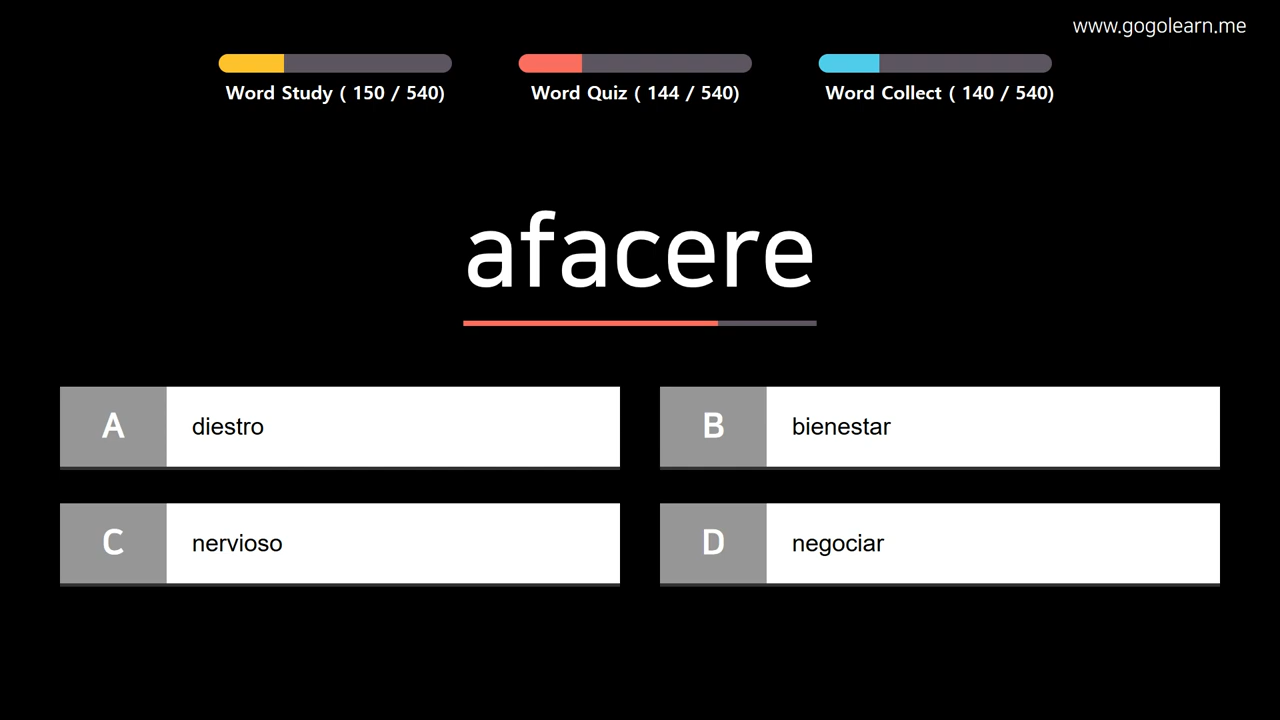 www.gogolearn.me
Word Study ( 150 / 540)
Word Quiz ( 144 / 540)
Word Collect ( 140 / 540)
afacere
A diestro
B bienestar
C nervioso
D negociar